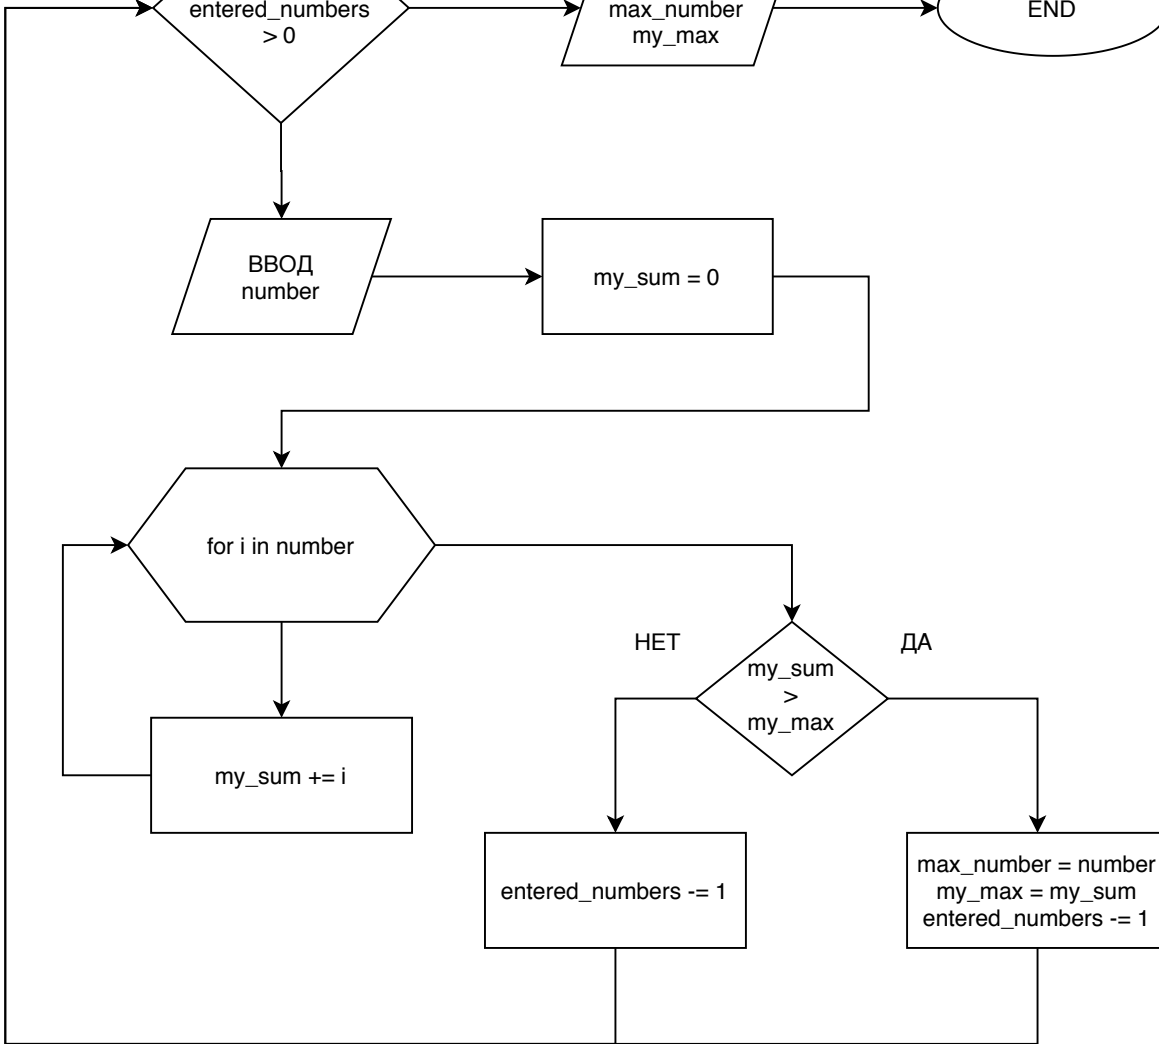 entered_numbers
> 0
max_number
my_max
END
ВВОД
number
my_sum = 0
for i in number
my_sum += i
НЕТ
ДА
my_sum
>
my_max
entered_numbers -= 1
max_number = number
my_max = my_sum
entered_numbers -= 1